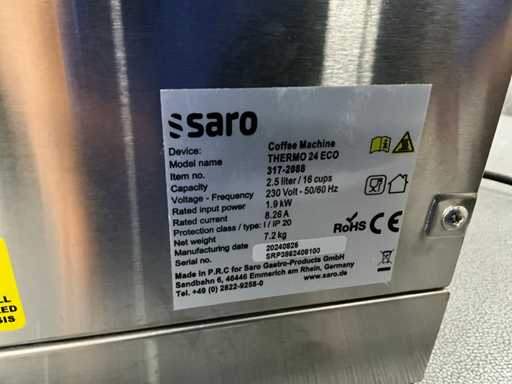 saro
Device: Coffee Machine
Model name THERMO 24 ECO
Item no. 317-2088
Capacity 2.5 liter / 16 cups
Voltage - Frequency 230 Volt - 50/60 Hz
Rated input power 1.9 kW
Rated current 8.26 A
Protection class / type: I / IP 20
Net weight 7.2 kg
Manufacturing date 20240826
Serial no. SRP3862408100
RoHS CE
Made in P.R.C for Saro Gastro-Products GmbH
Sandbahn 6, 46446 Emmerich am Rhein, Germany
Tel. +49 (0) 2822-9258-0 www.saro.de